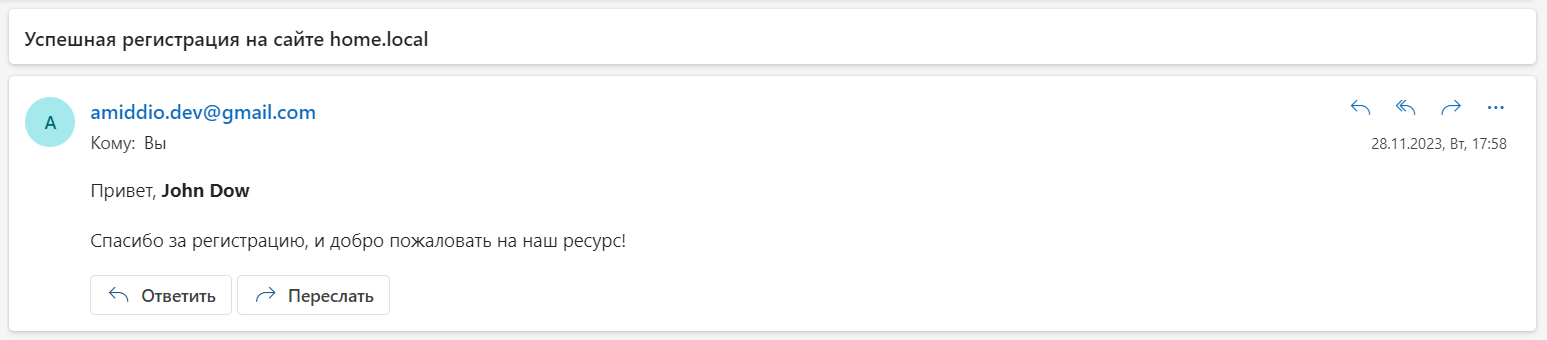 Успешная регистрация на сайте home.local
A
amiddio.dev@gmail.com
Кому: Вы
28.11.2023, Вт, 17:58
Привет, John Dow
Спасибо за регистрацию, и добро пожаловать на наш ресурс!
Ответить
Переслать